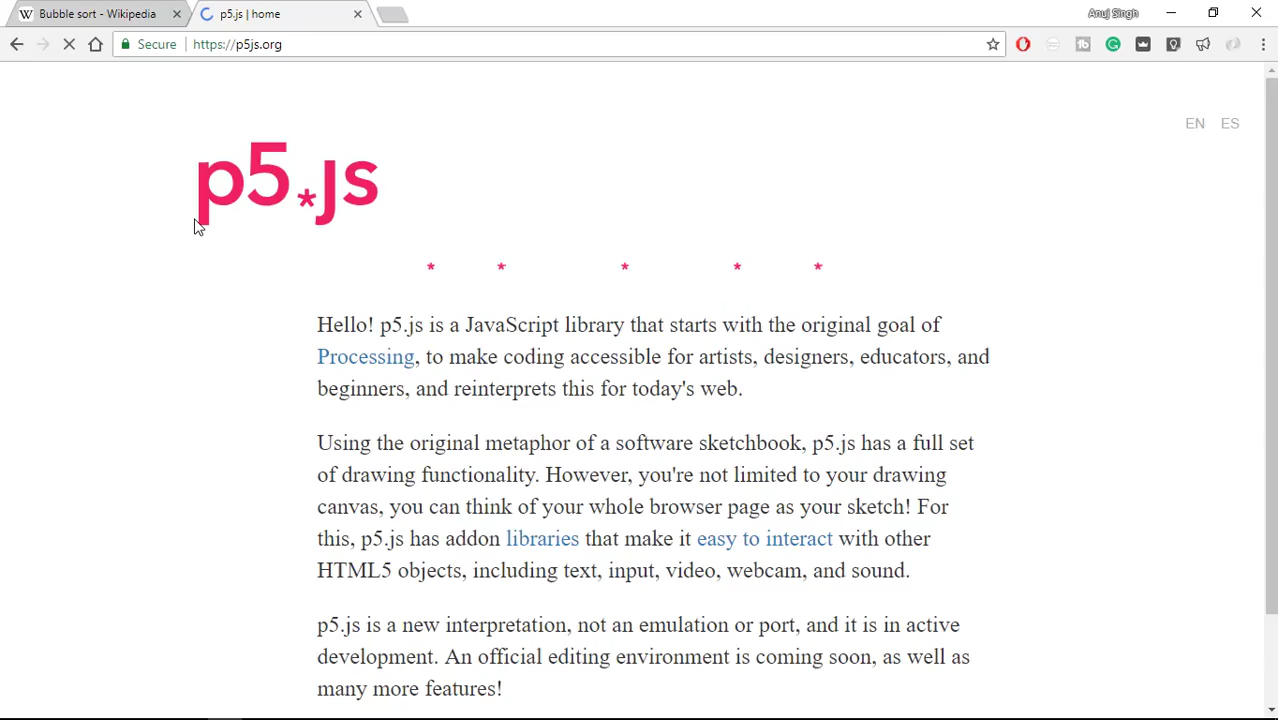 Bubble sort - Wikipedia
p5.js | home
Anuj Singh
Secure
https://p5js.org
EN ES
p5*js
* * * * *
Hello! p5.js is a JavaScript library that starts with the original goal of
Processing, to make coding accessible for artists, designers, educators, and
beginners, and reinterprets this for today's web.
Using the original metaphor of a software sketchbook, p5.js has a full set
of drawing functionality. However, you're not limited to your drawing
canvas, you can think of your whole browser page as your sketch! For
this, p5.js has addon libraries that make it easy to interact with other
HTML5 objects, including text, input, video, webcam, and sound.
p5.js is a new interpretation, not an emulation or port, and it is in active
development. An official editing environment is coming soon, as well as
many more features!